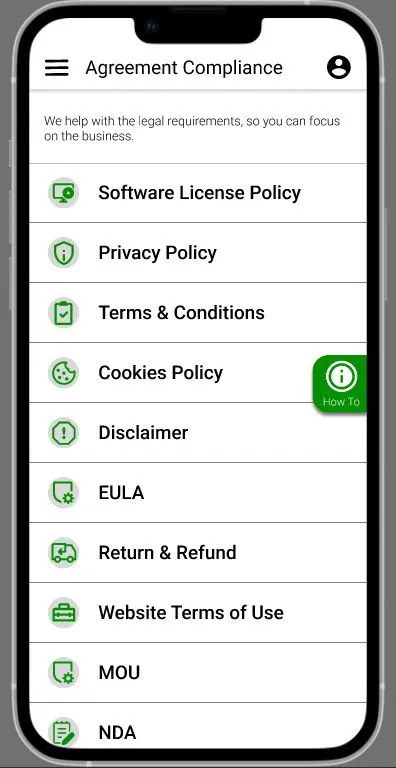 Agreement Compliance
We help with the legal requirements, so you can focus
on the business.
Software License Policy
Privacy Policy
Terms & Conditions
Cookies Policy
How To
Disclaimer
EULA
Return & Refund
Website Terms of Use
MOU
NDA